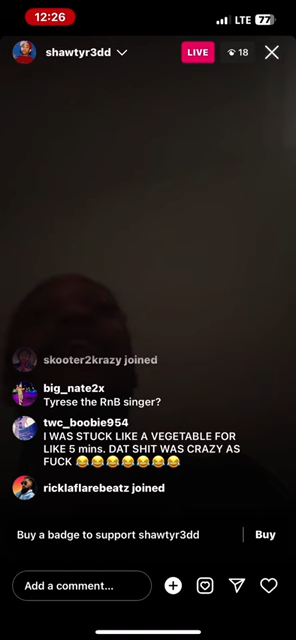 12:26
LTE 77
shawtyr3dd
LIVE
18
skooter2krazy joined
big_nate2x
Tyrese the RnB singer?
twc_boobie954
I WAS STUCK LIKE A VEGETABLE FOR
LIKE 5 mins. DAT SHIT WAS CRAZY AS
FUCK 😂😂😂😂😂😂😂
ricklaflarebeatz joined
Buy a badge to support shawtyr3dd
Buy
Add a comment...